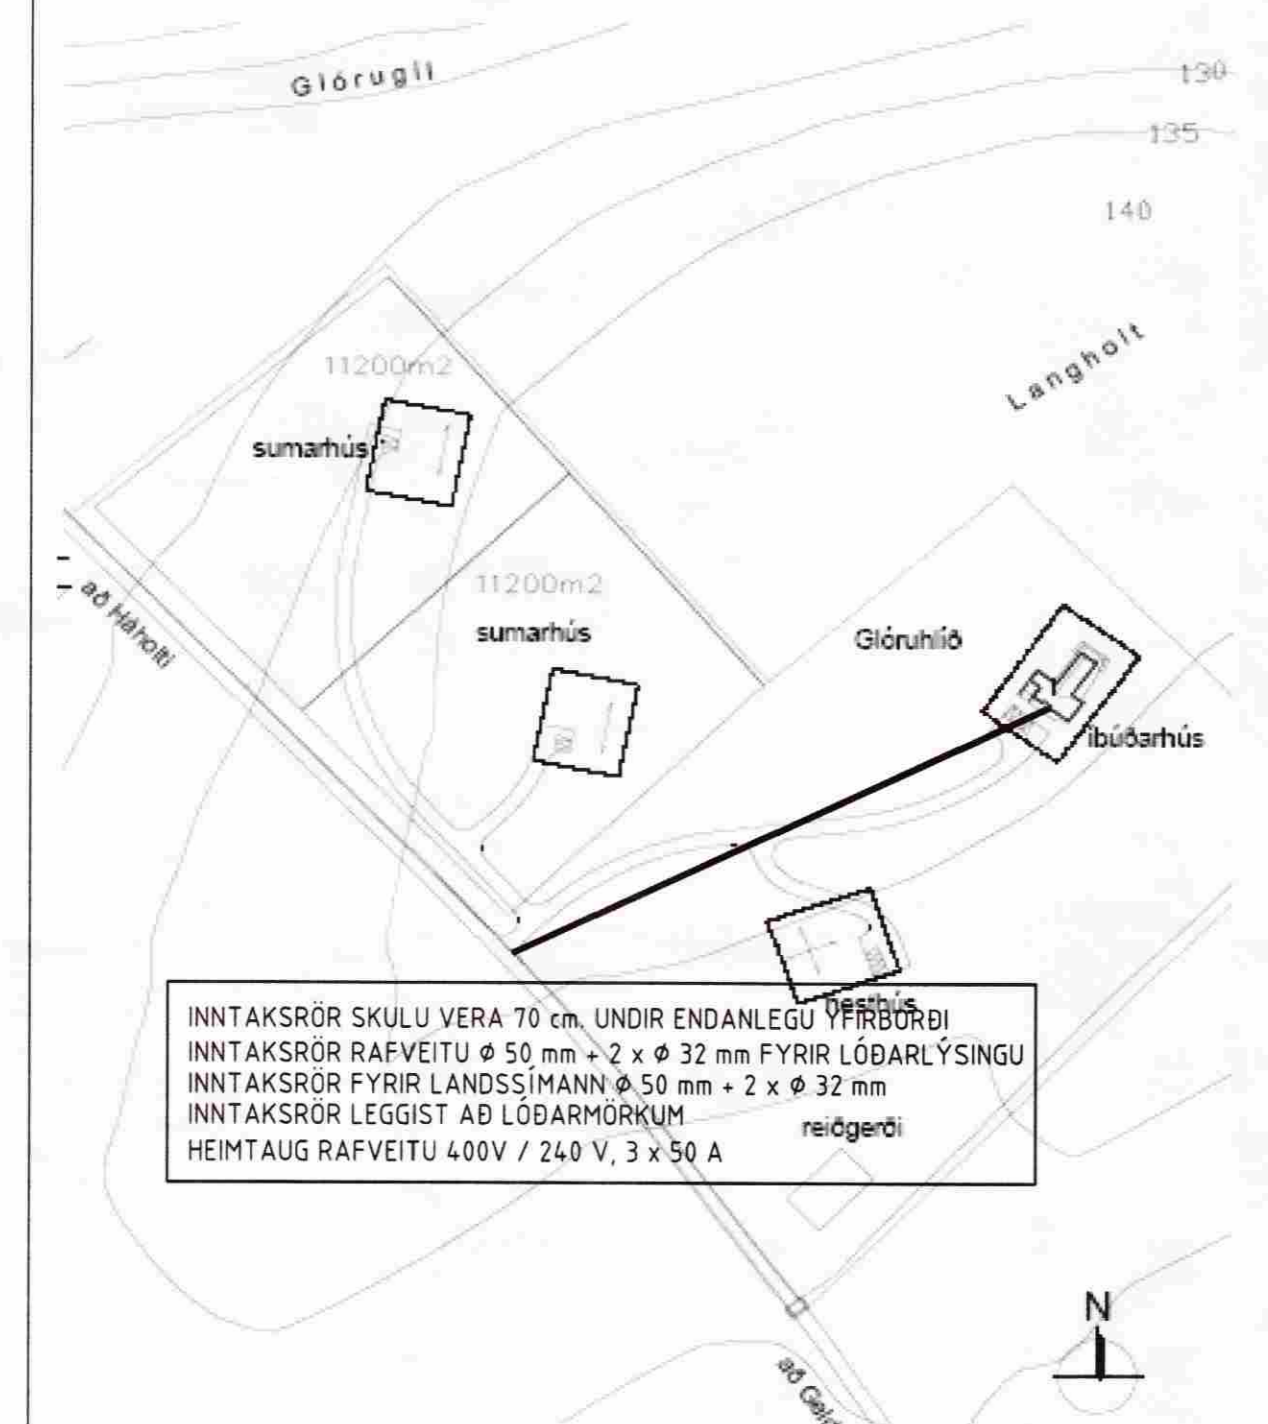 Glórugil
130
135
140
Langholt
11200m2
sumarhús
11200m2
sumarhús
að Háholti
Glóruhlíð
íbúðarhús
hesthús
INNTAKSRÖR SKULU VERA 70 cm. UNDIR ENDANLEGU YFIRBORÐI
INNTAKSRÖR RAFVEITU Ø 50 mm + 2 x Ø 32 mm FYRIR LÓÐARLÝSINGU
INNTAKSRÖR FYRIR LANDSSÍMANN Ø 50 mm + 2 x Ø 32 mm
INNTAKSRÖR LEGGIST AÐ LÓÐARMÖRKUM
HEIMTAUG RAFVEITU 400V / 240 V, 3 x 50 A
reiðgerði
N
að